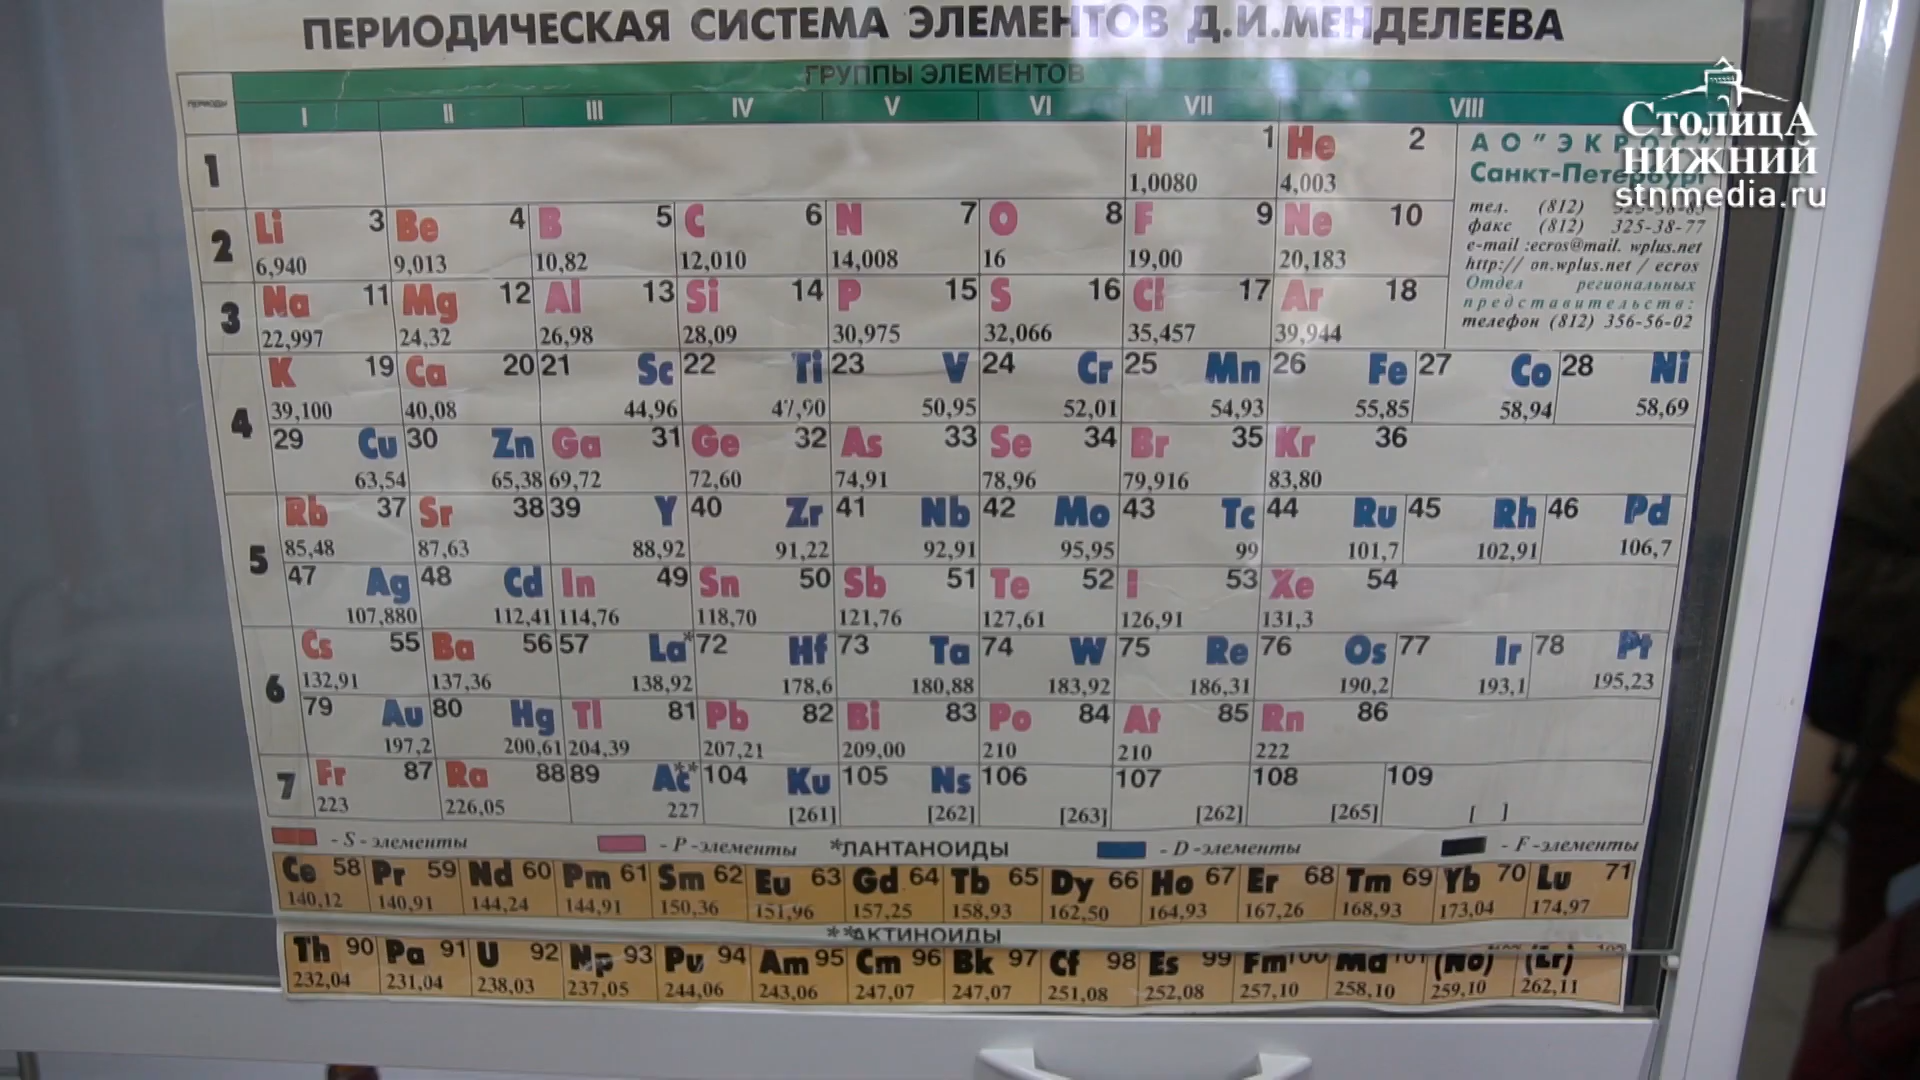 ПЕРИОДИЧЕСКАЯ СИСТЕМА ЭЛЕМЕНТОВ Д.И.МЕНДЕЛЕЕВА
ПЕРИОДЫ ГРУППЫ ЭЛЕМЕНТОВ
I II III IV V VI VII VIII
1 H 1 He 2
1,0080 4,003
АО "ЭКРОС"
Санкт-Петербург
тел. (812)
факс (812) 325-38-77
e-mail :ecros@mail. wplus.net
http:// on.wplus.net / ecros
Отдел региональных
представительств:
телефон (812) 356-56-02
СтолицА
нижний
stnmedia.ru
2 Li 3 Be 4 B 5 C 6 N 7 O 8 F 9 Ne 10
6,940 9,013 10,82 12,010 14,008 16 19,00 20,183
3 Na 11 Mg 12 Al 13 Si 14 P 15 S 16 Cl 17 Ar 18
22,997 24,32 26,98 28,09 30,975 32,066 35,457 39,944
4 K 19 Ca 20 21 Sc 22 Ti 23 V 24 Cr 25 Mn 26 Fe 27 Co 28 Ni
39,100 40,08 44,96 47,90 50,95 52,01 54,93 55,85 58,94 58,69
29 Cu 30 Zn Ga 31 Ge 32 As 33 Se 34 Br 35 Kr 36
63,54 65,38 69,72 72,60 74,91 78,96 79,916 83,80
5 Rb 37 Sr 38 39 Y 40 Zr 41 Nb 42 Mo 43 Tc 44 Ru 45 Rh 46 Pd
85,48 87,63 88,92 91,22 92,91 95,95 99 101,7 102,91 106,7
47 Ag 48 Cd In 49 Sn 50 Sb 51 Te 52 I 53 Xe 54
107,880 112,41 114,76 118,70 121,76 127,61 126,91 131,3
6 Cs 55 Ba 56 57 La* 72 Hf 73 Ta 74 W 75 Re 76 Os 77 Ir 78 Pt
132,91 137,36 138,92 178,6 180,88 183,92 186,31 190,2 193,1 195,23
79 Au 80 Hg Tl 81 Pb 82 Bi 83 Po 84 At 85 Rn 86
197,2 200,61 204,39 207,21 209,00 210 210 222
7 Fr 87 Ra 88 89 Ac** 104 Ku 105 Ns 106 107 108 109
223 226,05 227 [261] [262] [263] [262] [265] [ ]
- S - элементы - P - элементы *ЛАНТАНОИДЫ - D - элементы - F - элементы
Ce 58 Pr 59 Nd 60 Pm 61 Sm 62 Eu 63 Gd 64 Tb 65 Dy 66 Ho 67 Er 68 Tm 69 Yb 70 Lu 71
140,12 140,91 144,24 144,91 150,36 151,96 157,25 158,93 162,50 164,93 167,26 168,93 173,04 174,97
**АКТИНОИДЫ
Th 90 Pa 91 U 92 Np 93 Pu 94 Am 95 Cm 96 Bk 97 Cf 98 Es 99 Fm 100 Md 101 (No) (Lr)
232,04 231,04 238,03 237,05 244,06 243,06 247,07 247,07 251,08 252,08 257,10 258,10 259,10 262,11